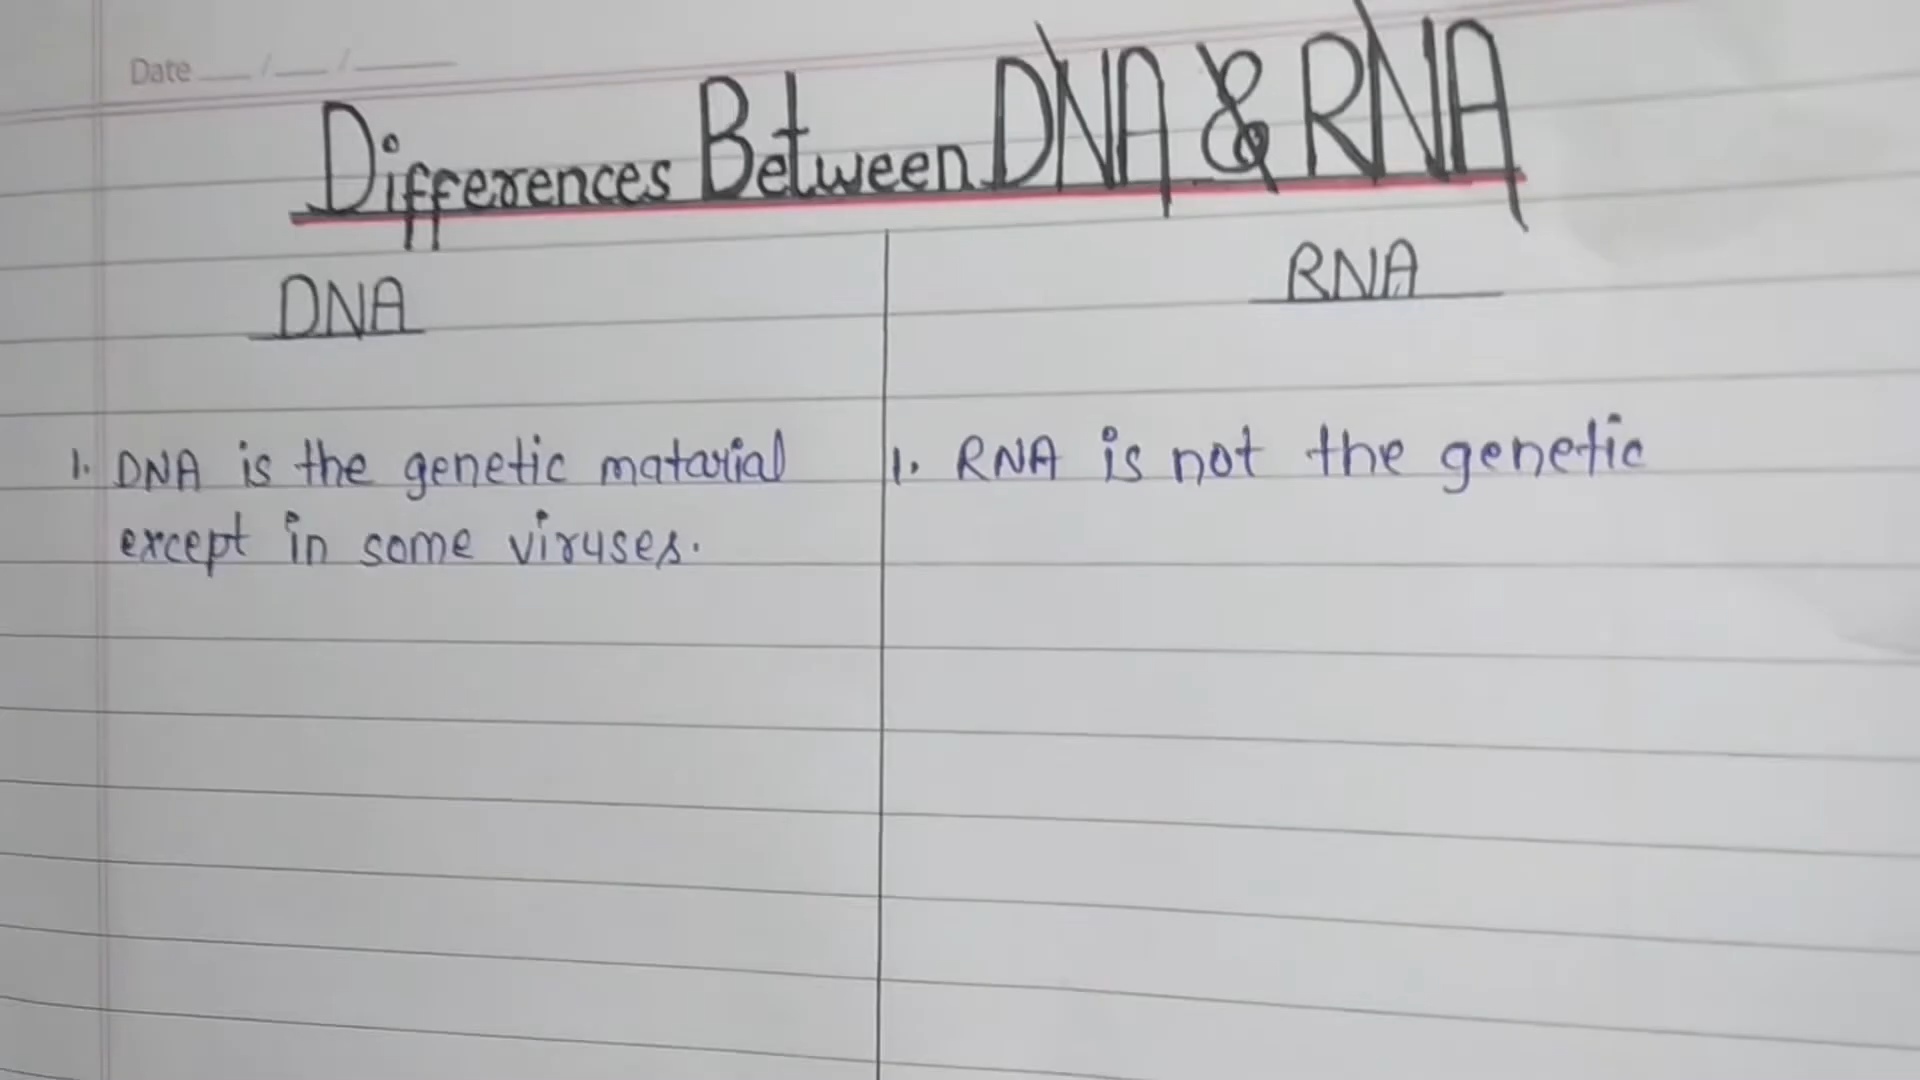 Date __/__/____
Differences Between DNA & RNA
DNA
RNA
1. DNA is the genetic matarial
except in some viruses.
1. RNA is not the genetic